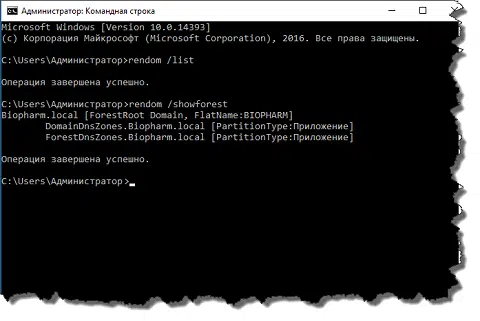 Администратор: Командная строка
Microsoft Windows [Version 10.0.14393]
(c) Корпорация Майкрософт (Microsoft Corporation), 2016. Все права защищены.
C:\Users\Администратор>rendom /list
Операция завершена успешно.
C:\Users\Администратор>rendom /showforest
Biopharm.local [ForestRoot Domain, FlatName:BIOPHARM]
DomainDnsZones.Biopharm.local [PartitionType:Приложение]
ForestDnsZones.Biopharm.local [PartitionType:Приложение]
Операция завершена успешно.
C:\Users\Администратор>